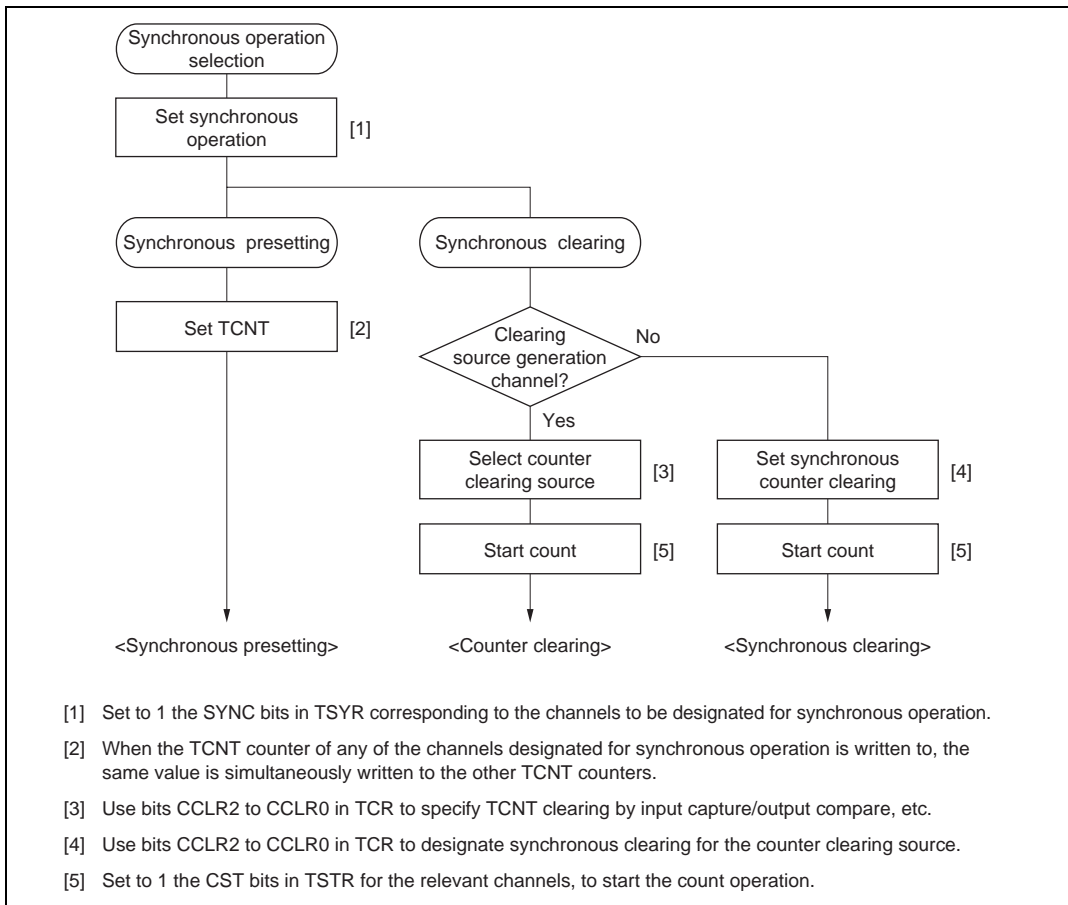 Synchronous operation
selection
Set synchronous
operation
[1]
Synchronous presetting
Synchronous clearing
Set TCNT
[2]
Clearing
source generation
channel?
No
Yes
Select counter
clearing source
[3]
Set synchronous
counter clearing
[4]
Start count
[5]
Start count
[5]
<Synchronous presetting>
<Counter clearing>
<Synchronous clearing>
[1] Set to 1 the SYNC bits in TSYR corresponding to the channels to be designated for synchronous operation.
[2] When the TCNT counter of any of the channels designated for synchronous operation is written to, the
same value is simultaneously written to the other TCNT counters.
[3] Use bits CCLR2 to CCLR0 in TCR to specify TCNT clearing by input capture/output compare, etc.
[4] Use bits CCLR2 to CCLR0 in TCR to designate synchronous clearing for the counter clearing source.
[5] Set to 1 the CST bits in TSTR for the relevant channels, to start the count operation.